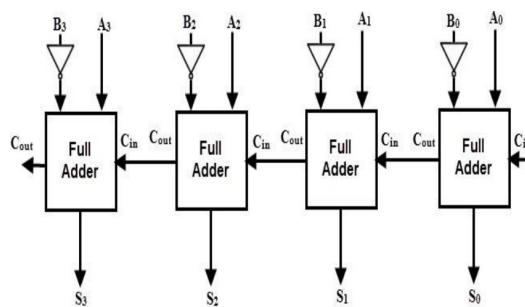 B3 A3 B2 A2 B1 A1 B0 A0
Cout Full Adder Cin Cout Full Adder Cin Cout Full Adder Cin Cout Full Adder
S3 S2 S1 S0